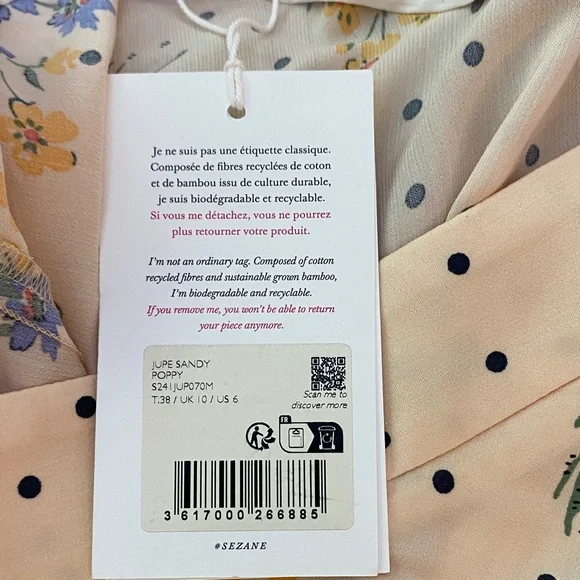 Je ne suis pas une étiquette classique.
Composée de fibres recyclées de coton
et de bambou issu de culture durable,
je suis biodégradable et recyclable.
Si vous me détachez, vous ne pourrez
plus retourner votre produit.
I'm not an ordinary tag. Composed of cotton
recycled fibres and sustainable grown bamboo,
I'm biodegradable and recyclable.
If you remove me, you won't be able to return
your piece anymore.
JUPE SANDY
POPPY
S241JUP070M
T.38 / UK 10 / US 6
Scan me to
discover more
FR
3 617000 266885
#SEZANE